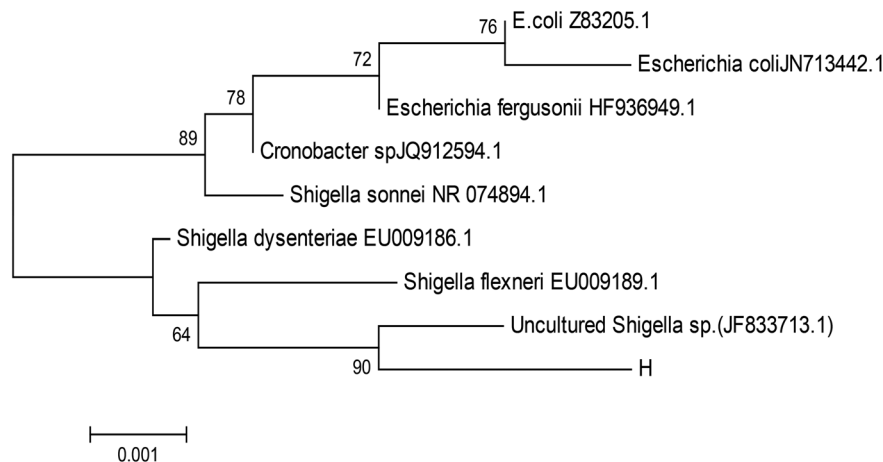 E.coli Z83205.1
76
Escherichia coliJN713442.1
72
Escherichia fergusonii HF936949.1
78
Cronobacter spJQ912594.1
89
Shigella sonnei NR 074894.1
Shigella dysenteriae EU009186.1
Shigella flexneri EU009189.1
64
Uncultured Shigella sp.(JF833713.1)
90
H
0.001